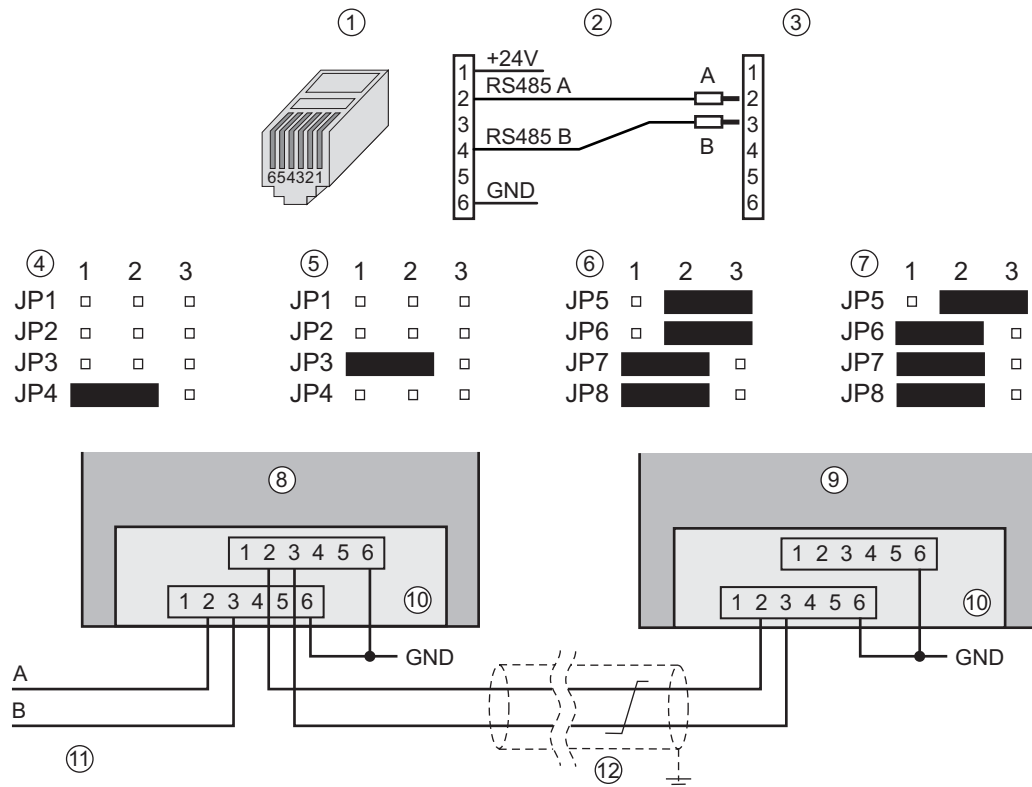 ① ② ③
+24V
RS485 A
RS485 B
GND
1
2
3
4
5
6
A
B
1
2
3
4
5
6
654321
④ 1 2 3
JP1
JP2
JP3
JP4
⑤ 1 2 3
JP1
JP2
JP3
JP4
⑥ 1 2 3
JP5
JP6
JP7
JP8
⑦ 1 2 3
JP5
JP6
JP7
JP8
⑧
1 2 3 4 5 6
1 2 3 4 5 6
⑩
GND
⑨
1 2 3 4 5 6
1 2 3 4 5 6
⑩
GND
A
B
⑪
⑫